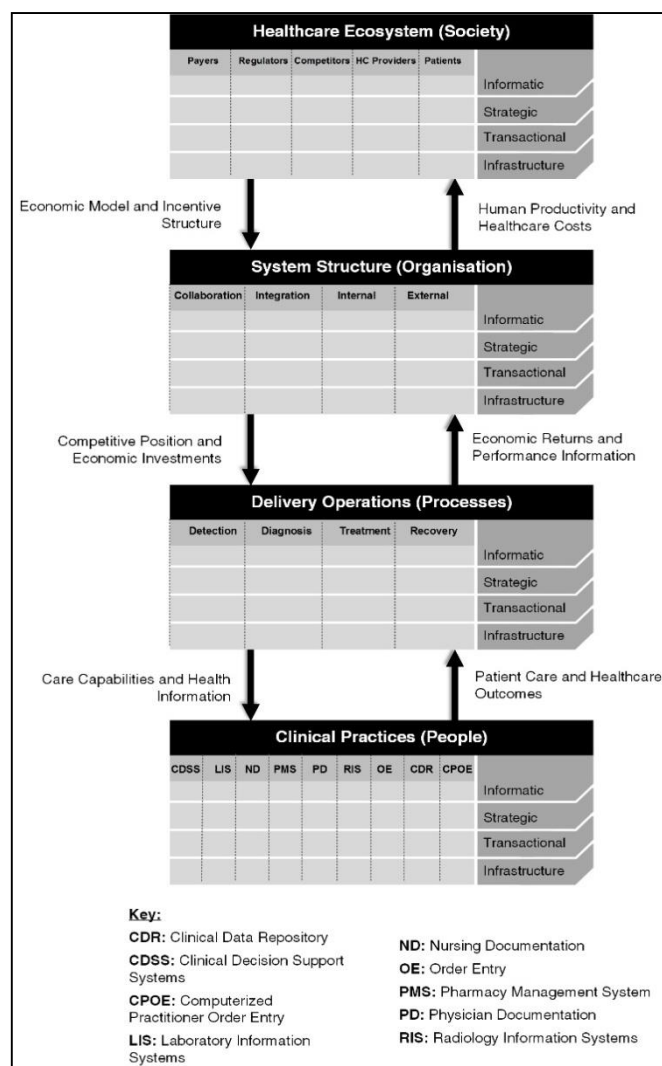 Healthcare Ecosystem (Society)
Payers Regulators Competitors HC Providers Patients
Informatic
Strategic
Transactional
Infrastructure
Economic Model and Incentive
Structure
Human Productivity and
Healthcare Costs
System Structure (Organisation)
Collaboration Integration Internal External
Informatic
Strategic
Transactional
Infrastructure
Competitive Position and
Economic Investments
Economic Returns and
Performance Information
Delivery Operations (Processes)
Detection Diagnosis Treatment Recovery
Informatic
Strategic
Transactional
Infrastructure
Care Capabilities and Health
Information
Patient Care and Healthcare
Outcomes
Clinical Practices (People)
CDSS LIS ND PMS PD RIS OE CDR CPOE
Informatic
Strategic
Transactional
Infrastructure
Key:
CDR: Clinical Data Repository
CDSS: Clinical Decision Support
Systems
CPOE: Computerized
Practitioner Order Entry
LIS: Laboratory Information
Systems
ND: Nursing Documentation
OE: Order Entry
PMS: Pharmacy Management System
PD: Physician Documentation
RIS: Radiology Information Systems